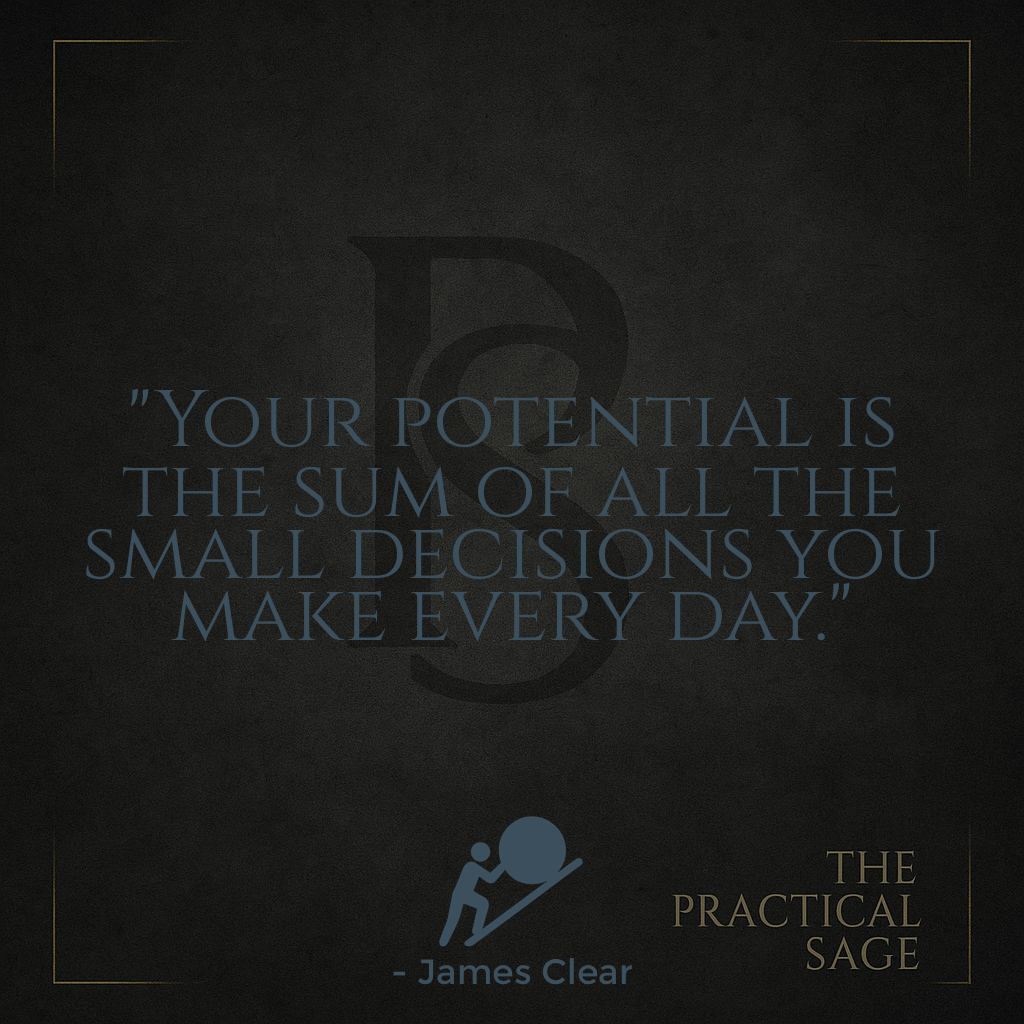 "Your potential is
the sum of all the
small decisions you
make every day."
- James Clear
THE
PRACTICAL
SAGE
PS